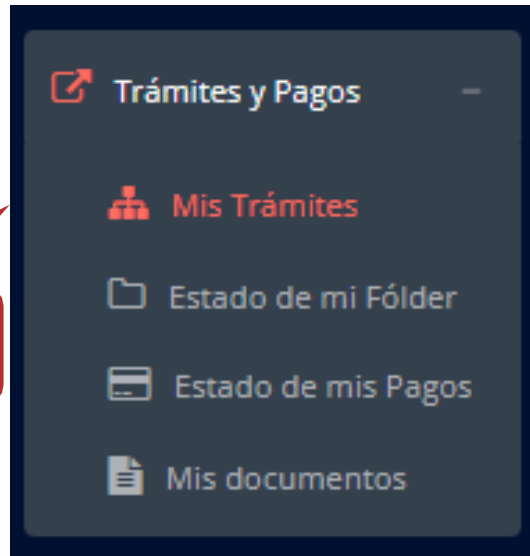 Trámites y Pagos
Mis Trámites
Estado de mi Fólder
Estado de mis Pagos
Mis documentos